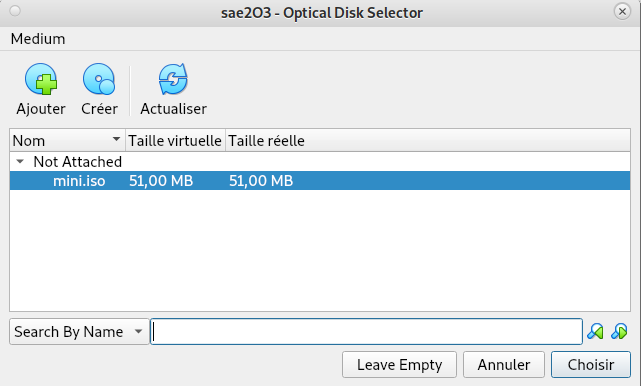 sae2O3 - Optical Disk Selector
Medium
Ajouter Créer Actualiser
Nom Taille virtuelle Taille réelle
Not Attached
mini.iso 51,00 MB 51,00 MB
Search By Name
Leave Empty Annuler Choisir